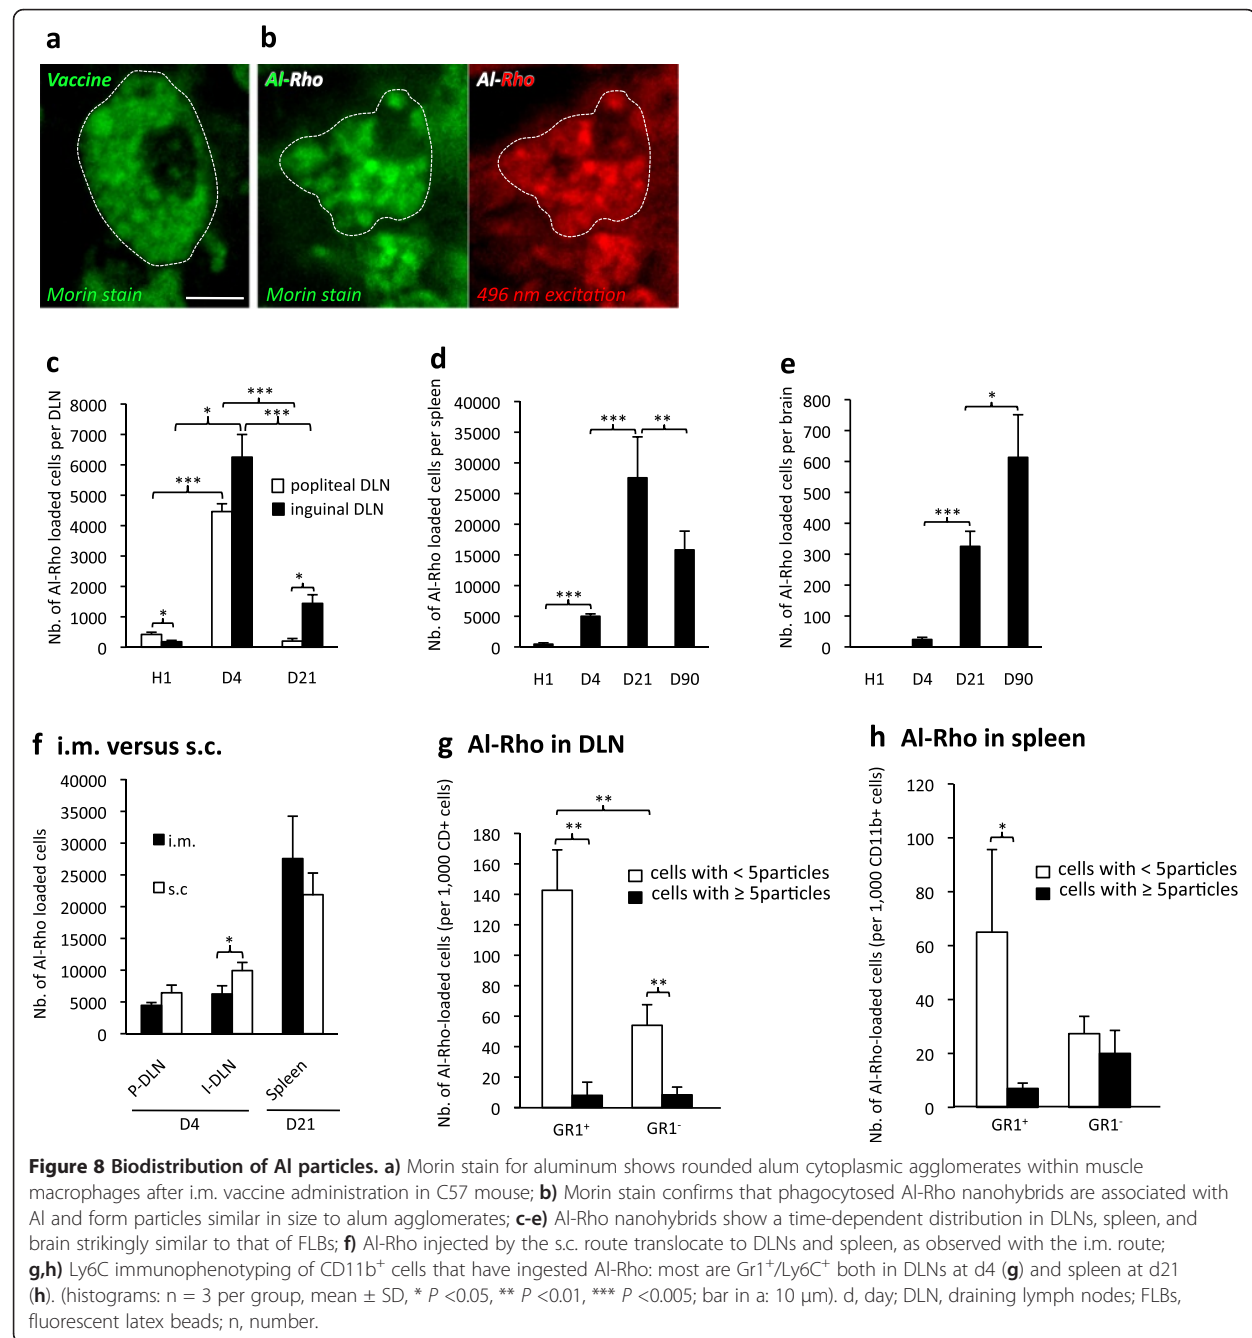 a
b
Vaccine
Al-Rho
Al-Rho
Morin stain
Morin stain
496 nm excitation
c
Nb. of Al-Rho loaded cells per DLN
8000
7000
6000
5000
4000
3000
2000
1000
0
***
*
***
***
*
*
popliteal DLN
inguinal DLN
H1 D4 D21
d
Nb. of Al-Rho loaded cells per spleen
40000
35000
30000
25000
20000
15000
10000
5000
0
***
**
***
H1 D4 D21 D90
e
Nb. of Al-Rho loaded cells per brain
800
700
600
500
400
300
200
100
0
*
***
H1 D4 D21 D90
f i.m. versus s.c.
Nb. of Al-Rho loaded cells
40000
35000
30000
25000
20000
15000
10000
5000
0
i.m.
s.c
*
P-DLN I-DLN Spleen
D4 D21
g Al-Rho in DLN
Nb. of Al-Rho-loaded cells (per 1,000 CD+ cells)
180
160
140
120
100
80
60
40
20
0
**
**
**
cells with < 5particles
cells with ≥ 5particles
GR1⁺ GR1⁻
h Al-Rho in spleen
Nb. of Al-Rho-loaded cells (per 1,000 CD11b+ cells)
120
100
80
60
40
20
0
*
cells with < 5particles
cells with ≥ 5particles
GR1⁺ GR1⁻
Figure 8 Biodistribution of Al particles. a) Morin stain for aluminum shows rounded alum cytoplasmic agglomerates within muscle
macrophages after i.m. vaccine administration in C57 mouse; b) Morin stain confirms that phagocytosed Al-Rho nanohybrids are associated with
Al and form particles similar in size to alum agglomerates; c-e) Al-Rho nanohybrids show a time-dependent distribution in DLNs, spleen, and
brain strikingly similar to that of FLBs; f) Al-Rho injected by the s.c. route translocate to DLNs and spleen, as observed with the i.m. route;
g,h) Ly6C immunophenotyping of CD11b⁺ cells that have ingested Al-Rho: most are Gr1⁺/Ly6C⁺ both in DLNs at d4 (g) and spleen at d21
(h). (histograms: n = 3 per group, mean ± SD, * P <0.05, ** P <0.01, *** P <0.005; bar in a: 10 μm). d, day; DLN, draining lymph nodes; FLBs,
fluorescent latex beads; n, number.